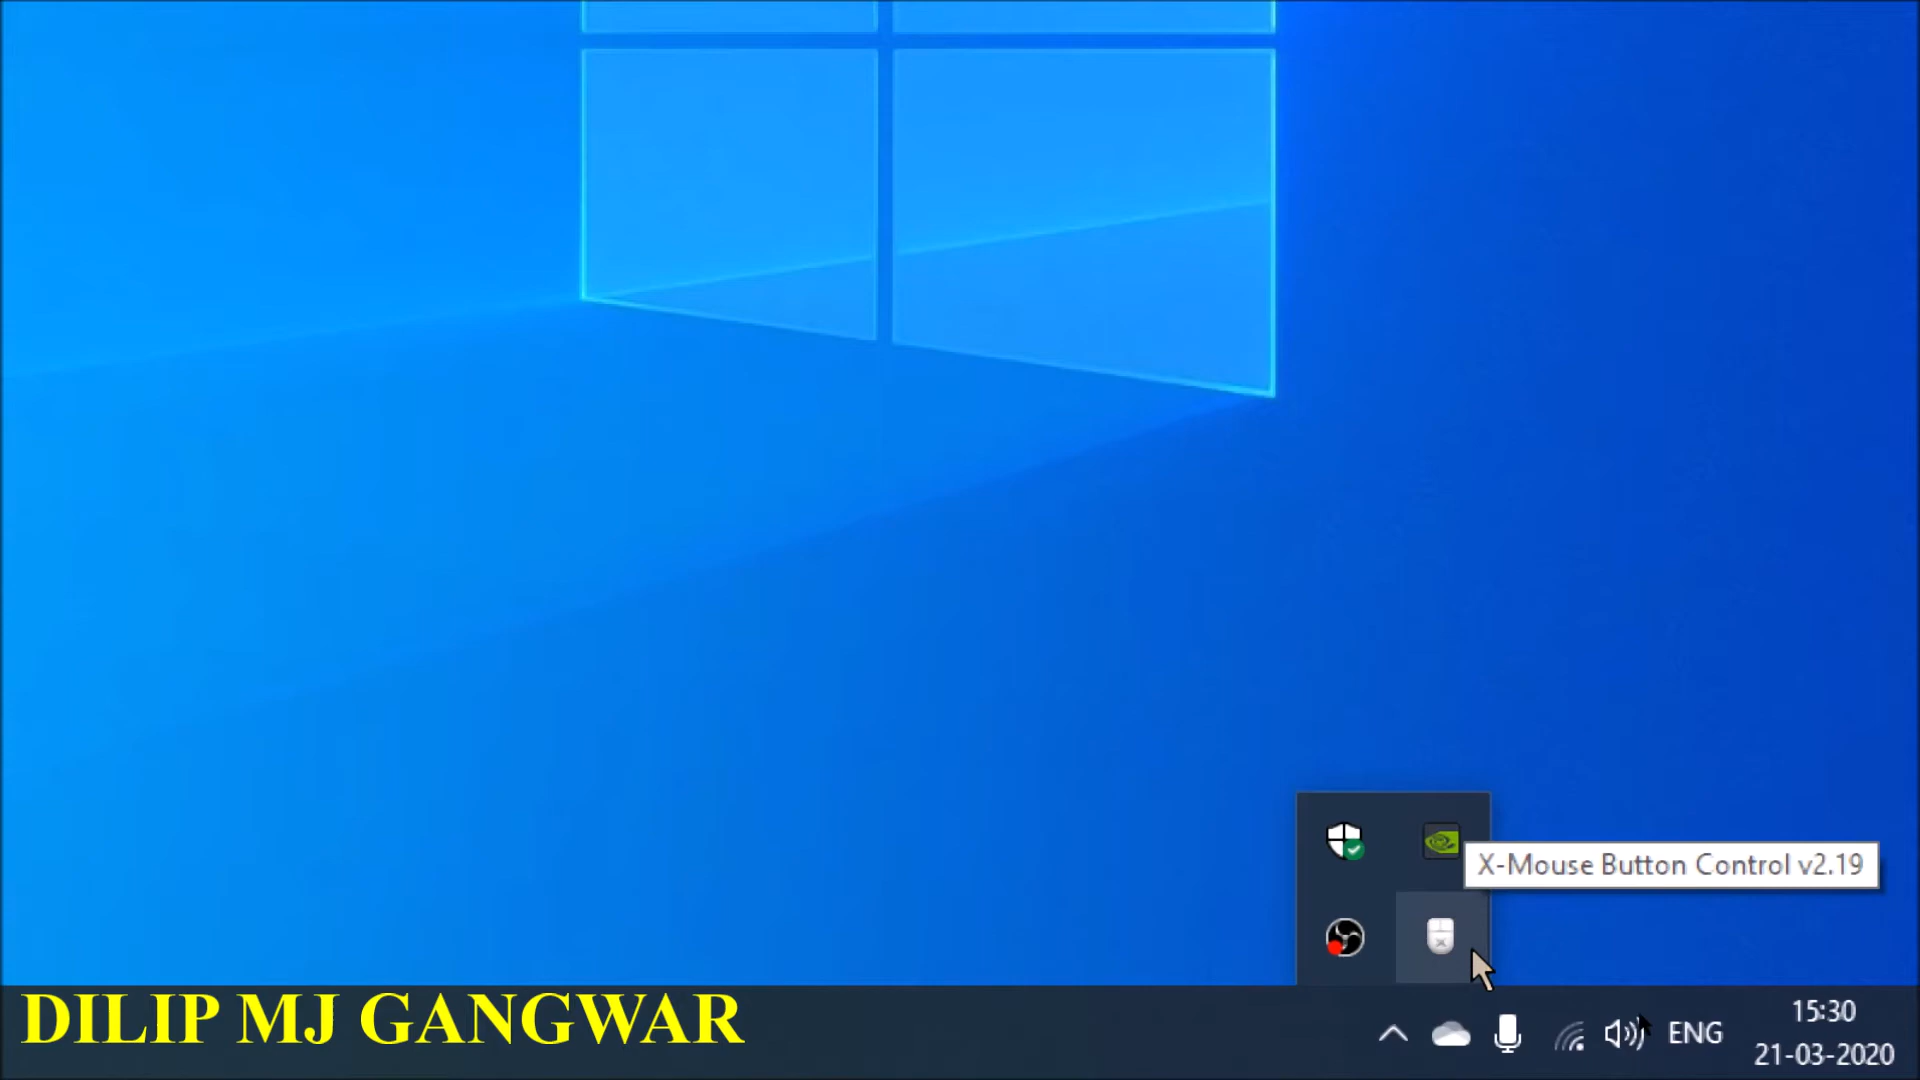 X-Mouse Button Control v2.19
DILIP MJ GANGWAR
ENG
15:30
21-03-2020